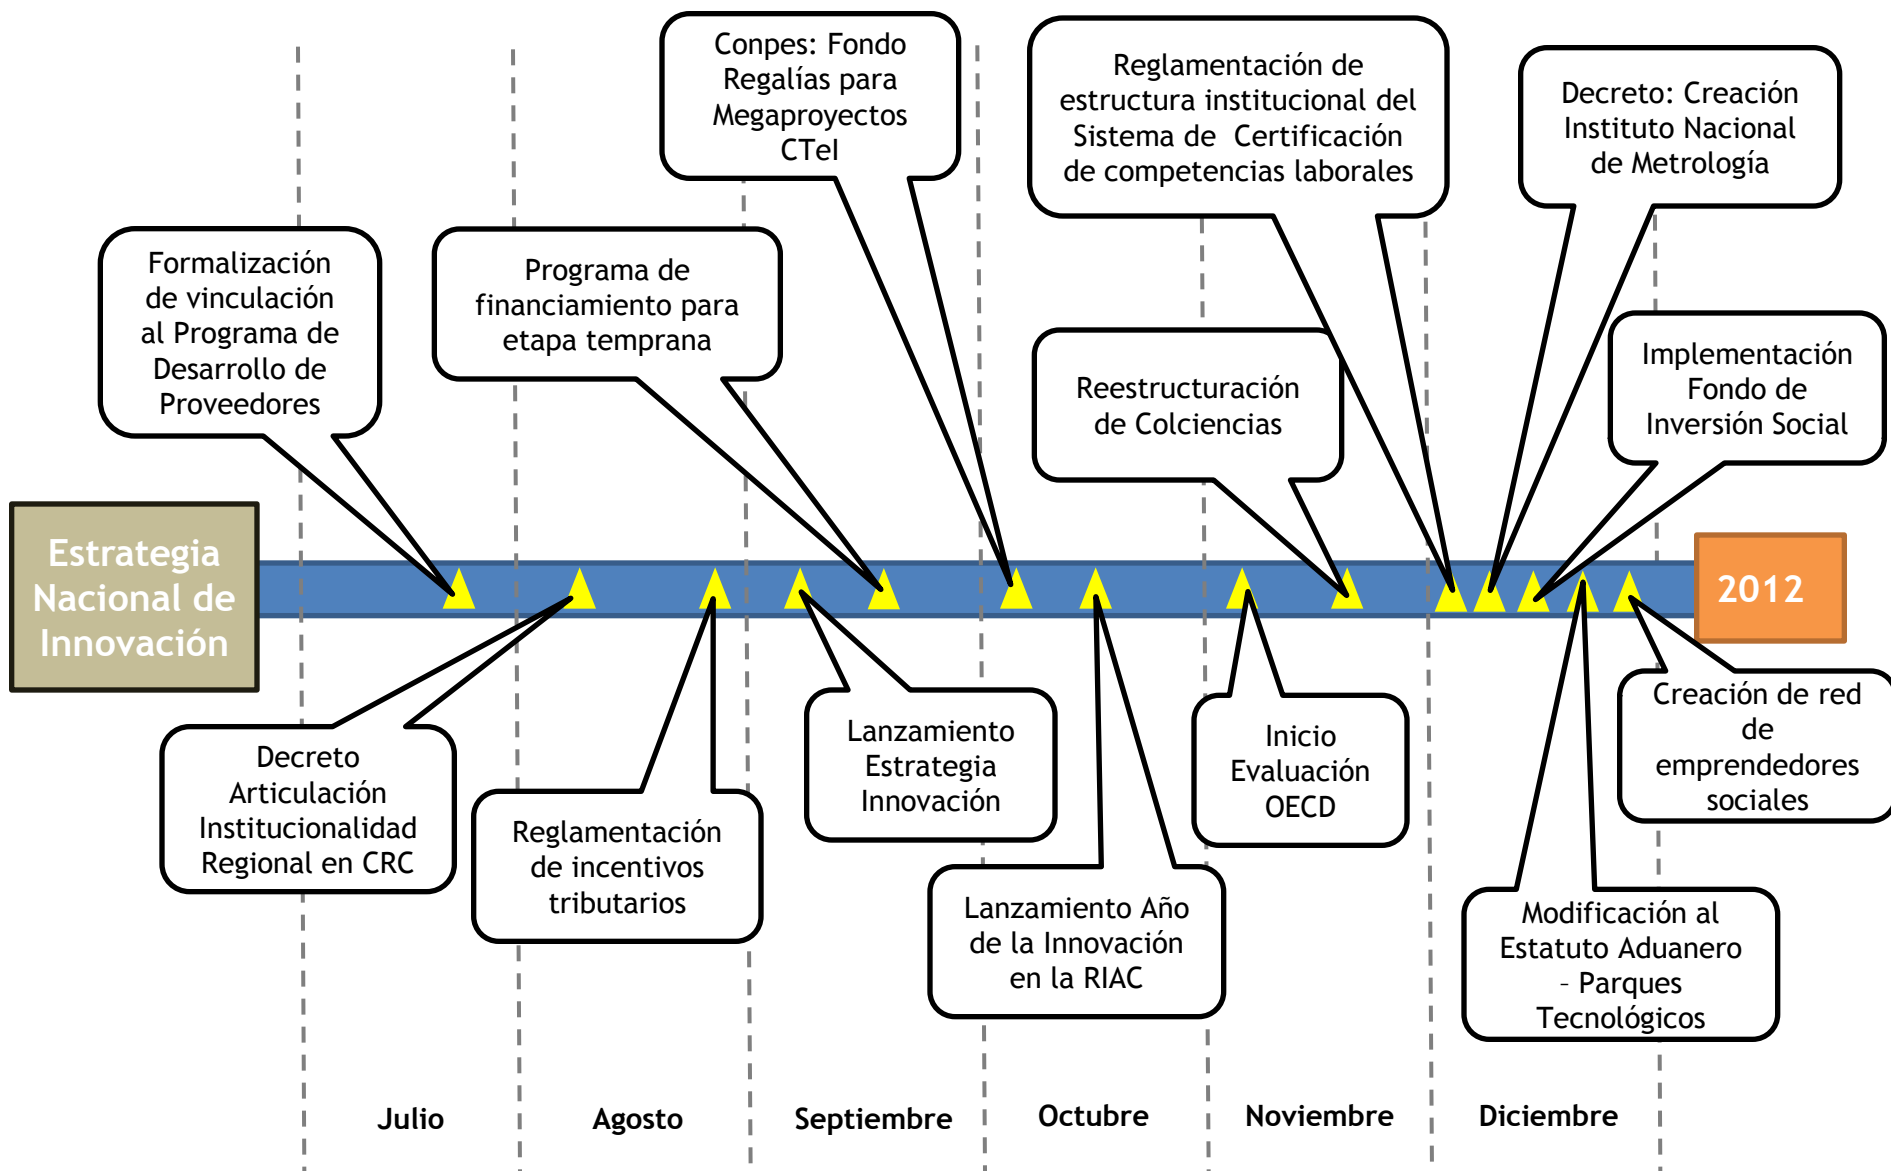 Conpes: Fondo
Regalías para
Megaproyectos
CTeI
Reglamentación de
estructura institucional del
Sistema de Certificación
de competencias laborales
Decreto: Creación
Instituto Nacional
de Metrología
Formalización
de vinculación
al Programa de
Desarrollo de
Proveedores
Programa de
financiamiento para
etapa temprana
Reestructuración
de Colciencias
Implementación
Fondo de
Inversión Social
Estrategia
Nacional de
Innovación
2012
Decreto
Articulación
Institucionalidad
Regional en CRC
Reglamentación
de incentivos
tributarios
Lanzamiento
Estrategia
Innovación
Lanzamiento Año
de la Innovación
en la RIAC
Inicio
Evaluación
OECD
Creación de red
de
emprendedores
sociales
Modificación al
Estatuto Aduanero
– Parques
Tecnológicos
Julio
Agosto
Septiembre
Octubre
Noviembre
Diciembre